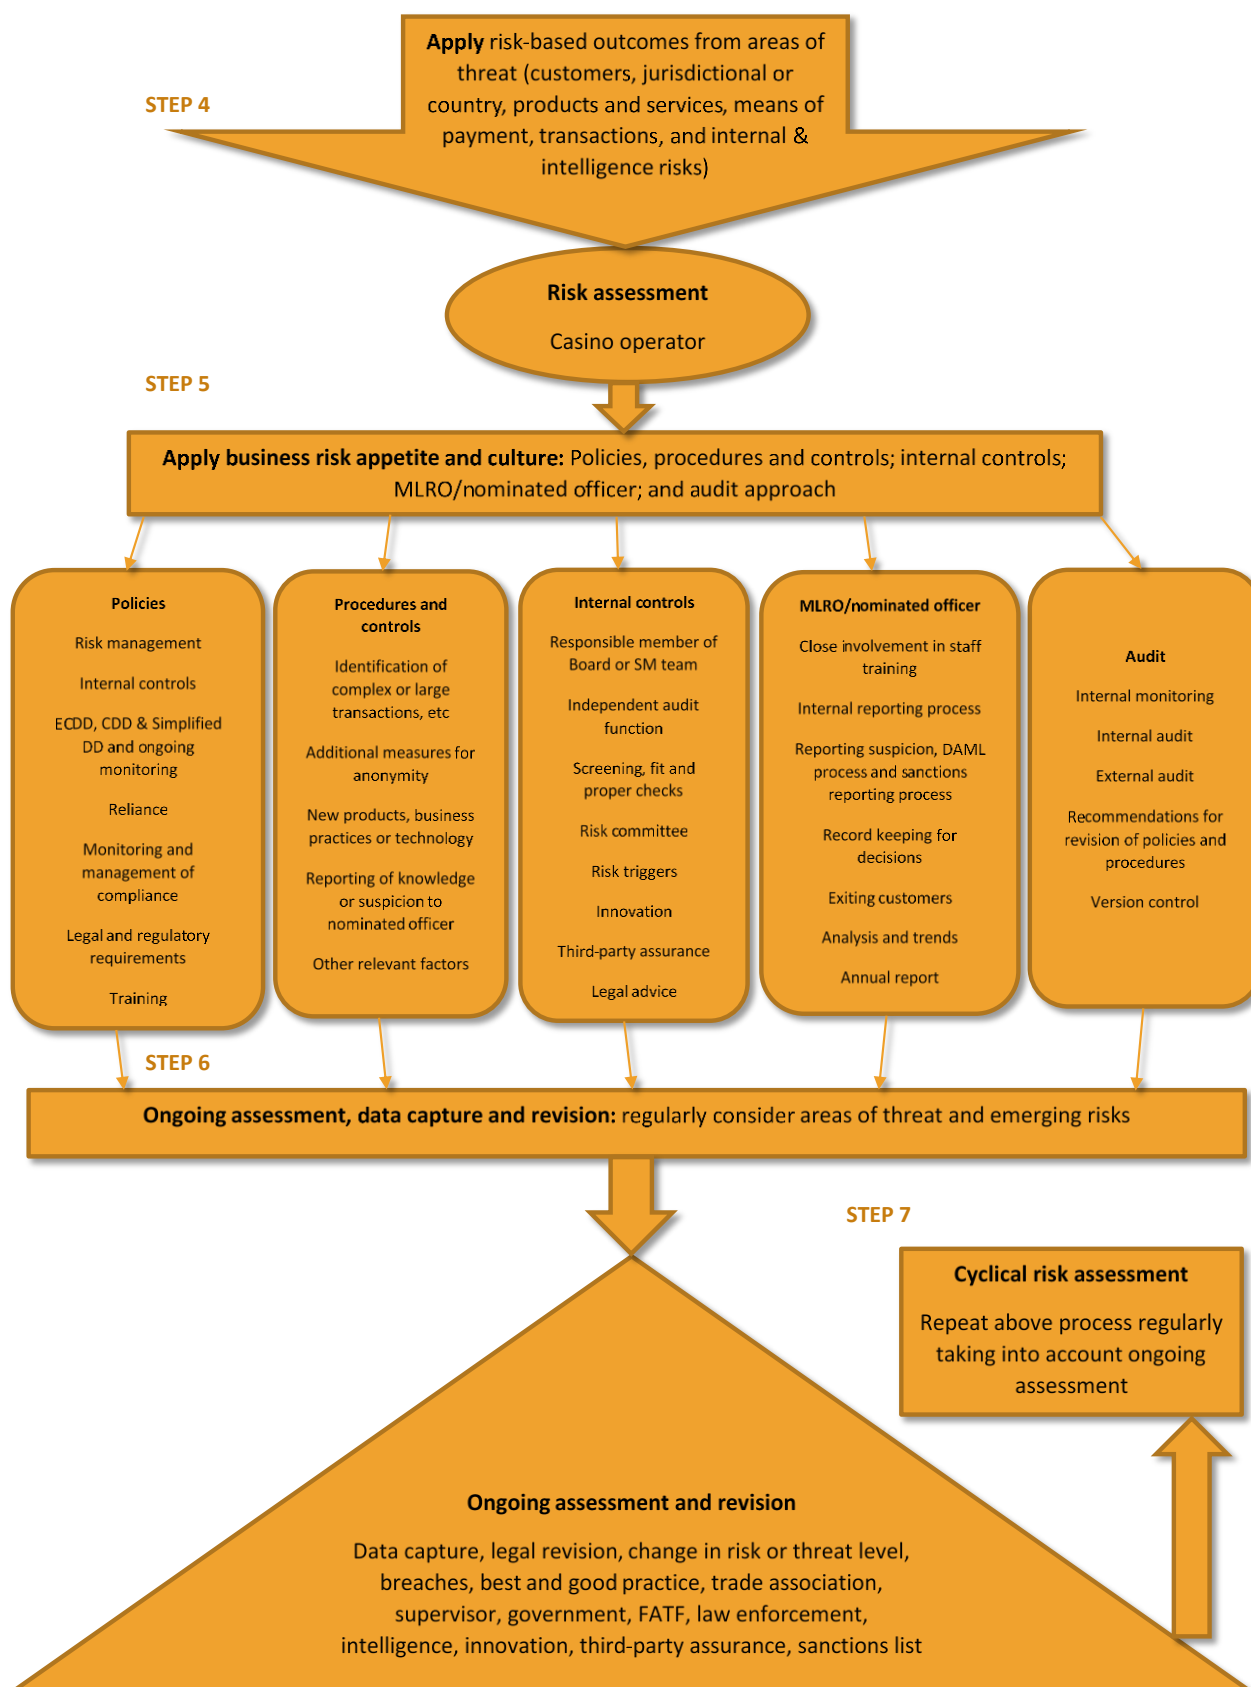 Apply risk-based outcomes from areas of
threat (customers, jurisdictional or
country, products and services, means of
payment, transactions, and internal &
intelligence risks)
STEP 4
Risk assessment
Casino operator
STEP 5
Apply business risk appetite and culture: Policies, procedures and controls; internal controls;
MLRO/nominated officer; and audit approach
Policies
Risk management
Internal controls
ECDD, CDD & Simplified
DD and ongoing
monitoring
Reliance
Monitoring and
management of
compliance
Legal and regulatory
requirements
Training
Procedures and
controls
Identification of
complex or large
transactions, etc
Additional measures for
anonymity
New products, business
practices or technology
Reporting of knowledge
or suspicion to
nominated officer
Other relevant factors
Internal controls
Responsible member of
Board or SM team
Independent audit
function
Screening, fit and
proper checks
Risk committee
Risk triggers
Innovation
Third-party assurance
Legal advice
MLRO/nominated officer
Close involvement in staff
training
Internal reporting process
Reporting suspicion, DAML
process and sanctions
reporting process
Record keeping for
decisions
Exiting customers
Analysis and trends
Annual report
Audit
Internal monitoring
Internal audit
External audit
Recommendations for
revision of policies and
procedures
Version control
STEP 6
Ongoing assessment, data capture and revision: regularly consider areas of threat and emerging risks
STEP 7
Cyclical risk assessment
Repeat above process regularly
taking into account ongoing
assessment
Ongoing assessment and revision
Data capture, legal revision, change in risk or threat level,
breaches, best and good practice, trade association,
supervisor, government, FATF, law enforcement,
intelligence, innovation, third-party assurance, sanctions list